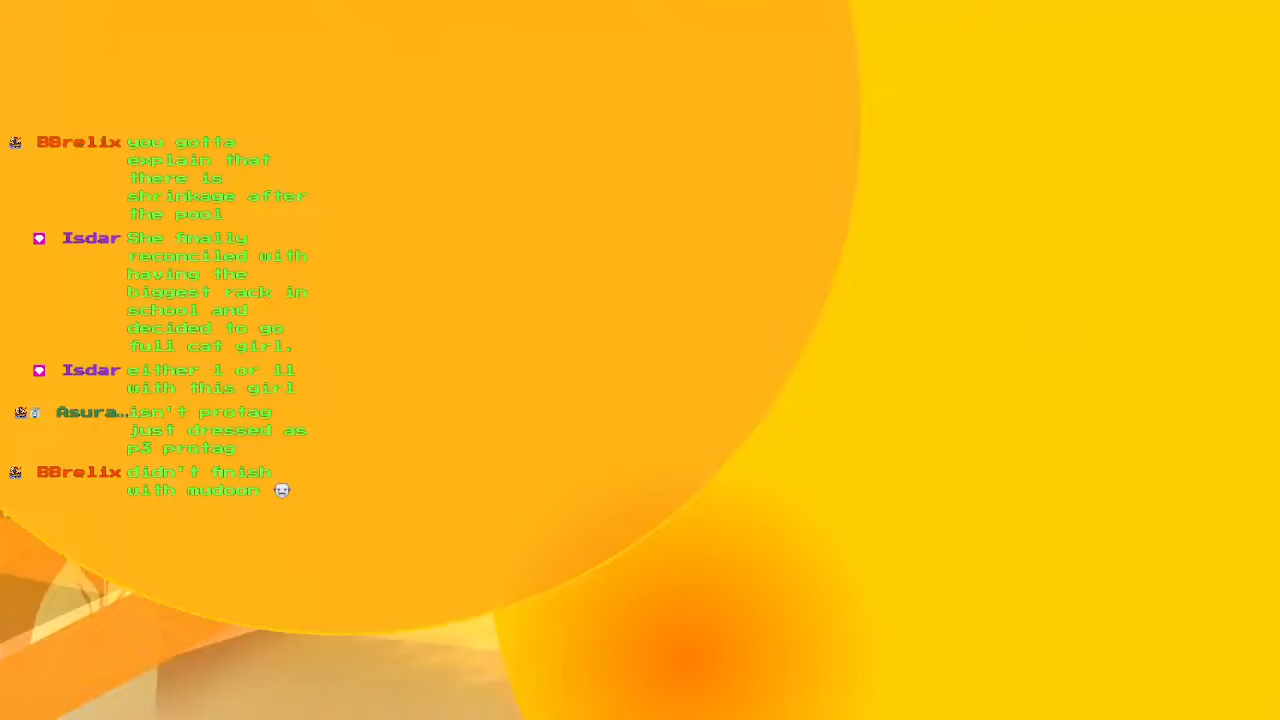 BBrelix you gotta
explain that
there is
shrinkage after
the pool
Isdar She finally
reconciled with
having the
biggest rack in
school and
decided to go
full cat girl.
Isdar either 1 or 11
with this girl
Asura… isn't protag
just dressed as
p3 protag
BBrelix didn't finish
with mudoon